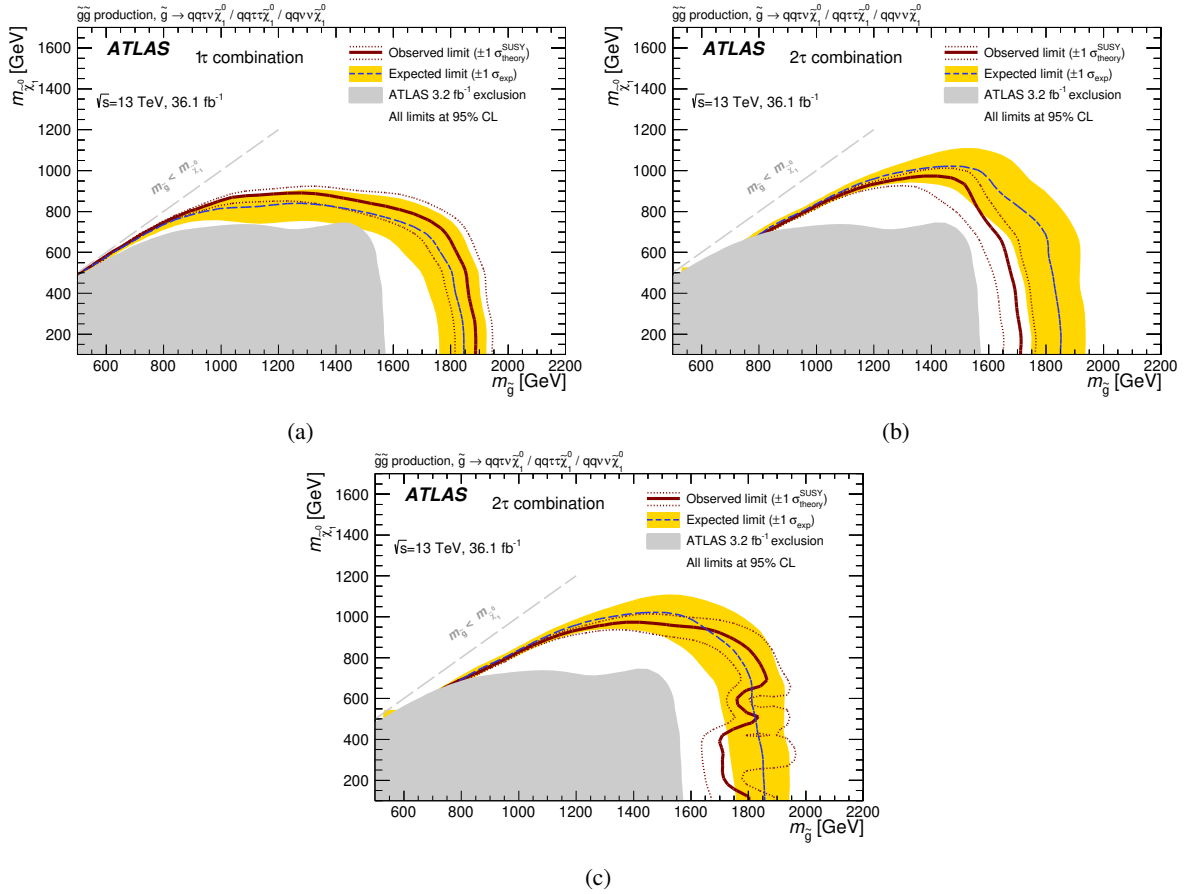 g̃g̃ production, g̃ → qqτνχ̃₁⁰ / qqττχ̃₁⁰ / qqννχ̃₁⁰
m_χ̃₁⁰ [GeV]
ATLAS
1τ combination
√s=13 TeV, 36.1 fb⁻¹
Observed limit (±1 σ_theory^SUSY)
Expected limit (±1 σ_exp)
ATLAS 3.2 fb⁻¹ exclusion
All limits at 95% CL
m_g̃ < m_χ̃₁⁰
1600
1400
1200
1000
800
600
400
200
600 800 1000 1200 1400 1600 1800 2000 2200
m_g̃ [GeV]
(a)
g̃g̃ production, g̃ → qqτνχ̃₁⁰ / qqττχ̃₁⁰ / qqννχ̃₁⁰
m_χ̃₁⁰ [GeV]
ATLAS
2τ combination
√s=13 TeV, 36.1 fb⁻¹
Observed limit (±1 σ_theory^SUSY)
Expected limit (±1 σ_exp)
ATLAS 3.2 fb⁻¹ exclusion
All limits at 95% CL
m_g̃ < m_χ̃₁⁰
1600
1400
1200
1000
800
600
400
200
600 800 1000 1200 1400 1600 1800 2000 2200
m_g̃ [GeV]
(b)
g̃g̃ production, g̃ → qqτνχ̃₁⁰ / qqττχ̃₁⁰ / qqννχ̃₁⁰
m_χ̃₁⁰ [GeV]
ATLAS
2τ combination
√s=13 TeV, 36.1 fb⁻¹
Observed limit (±1 σ_theory^SUSY)
Expected limit (±1 σ_exp)
ATLAS 3.2 fb⁻¹ exclusion
All limits at 95% CL
m_g̃ < m_χ̃₁⁰
1600
1400
1200
1000
800
600
400
200
600 800 1000 1200 1400 1600 1800 2000 2200
m_g̃ [GeV]
(c)